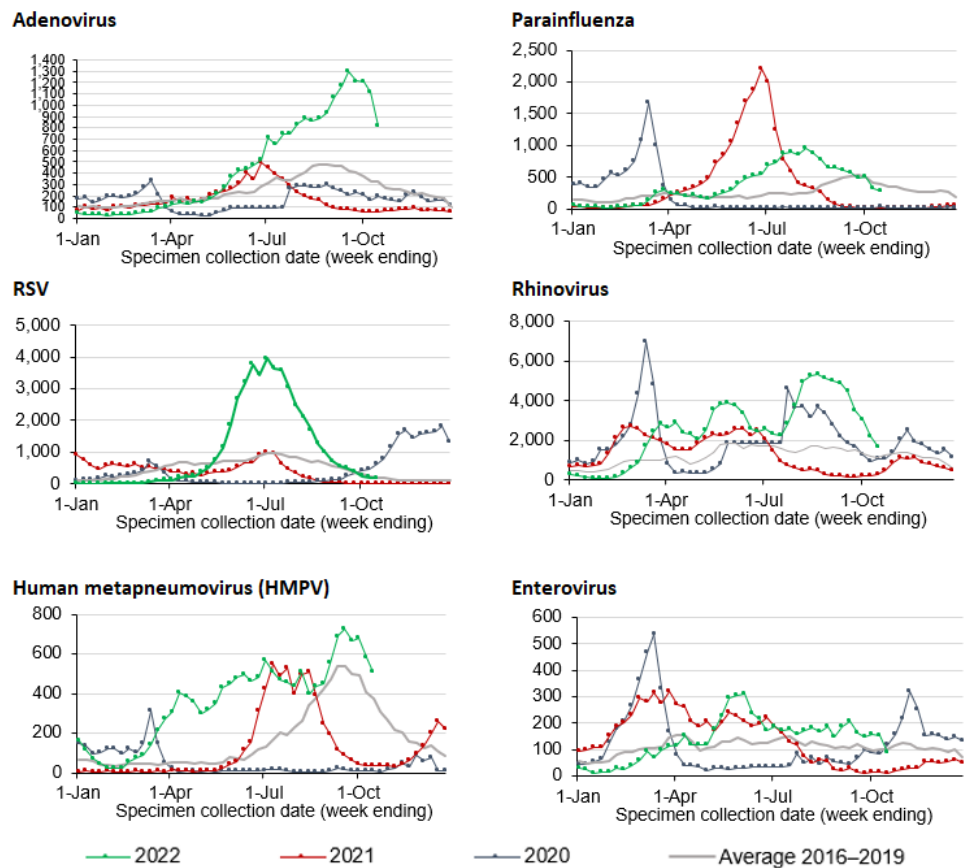 Adenovirus
1,400
1,300
1,200
1,100
1,000
900
800
700
600
500
400
300
200
100
0
1-Jan 1-Apr 1-Jul 1-Oct
Specimen collection date (week ending)
Parainfluenza
2,500
2,000
1,500
1,000
500
0
1-Jan 1-Apr 1-Jul 1-Oct
Specimen collection date (week ending)
RSV
5,000
4,000
3,000
2,000
1,000
0
1-Jan 1-Apr 1-Jul 1-Oct
Specimen collection date (week ending)
Rhinovirus
8,000
6,000
4,000
2,000
0
1-Jan 1-Apr 1-Jul 1-Oct
Specimen collection date (week ending)
Human metapneumovirus (HMPV)
800
600
400
200
0
1-Jan 1-Apr 1-Jul 1-Oct
Specimen collection date (week ending)
Enterovirus
600
500
400
300
200
100
0
1-Jan 1-Apr 1-Jul 1-Oct
Specimen collection date (week ending)
2022 2021 2020 Average 2016–2019